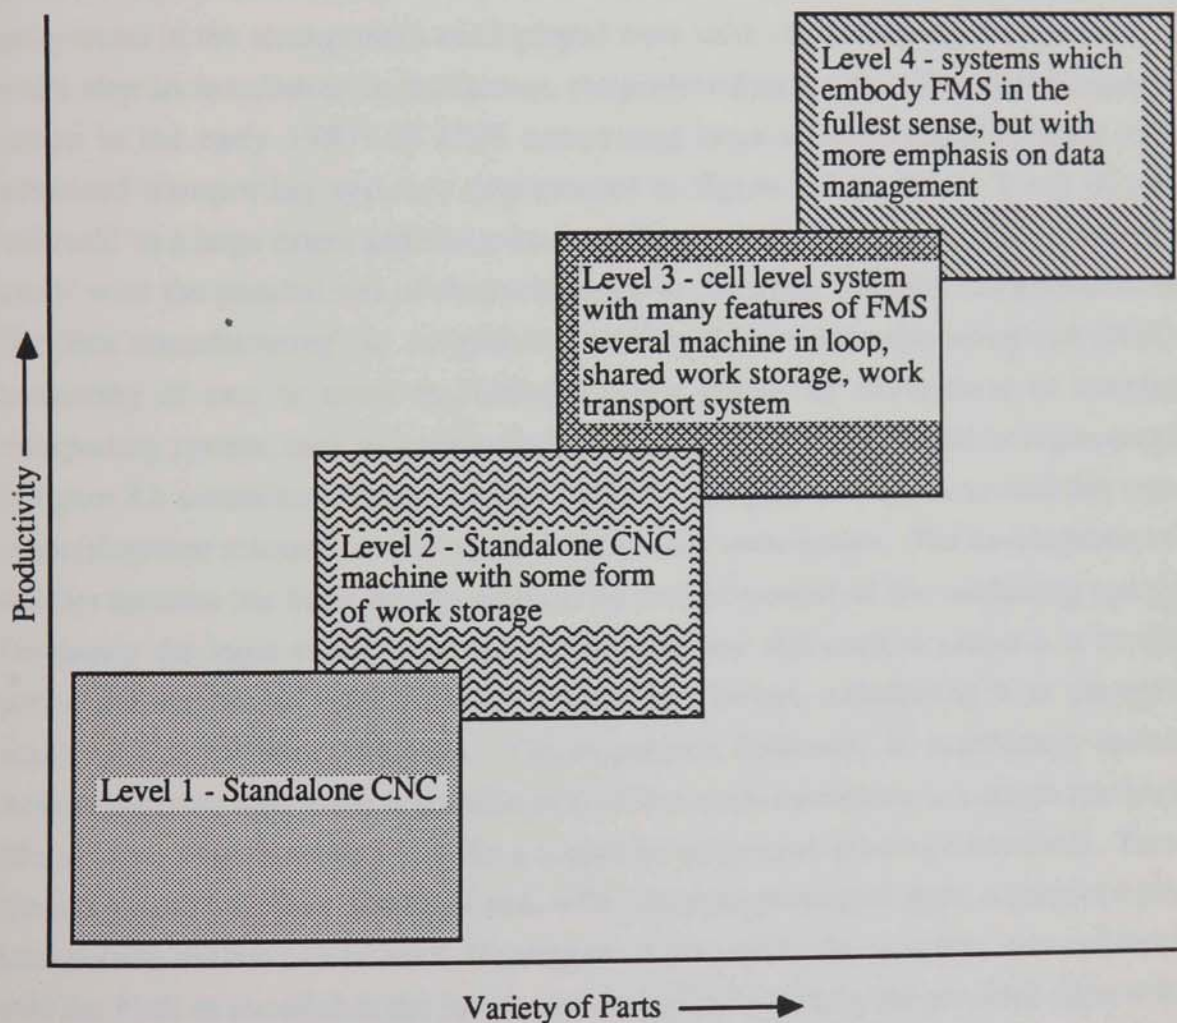 Level 4 - systems which
embody FMS in the
fullest sense, but with
more emphasis on data
management
Level 3 - cell level system
with many features of FMS
several machine in loop,
shared work storage, work
transport system
Level 2 - Standalone CNC
machine with some form
of work storage
Level 1 - Standalone CNC
Productivity
Variety of Parts